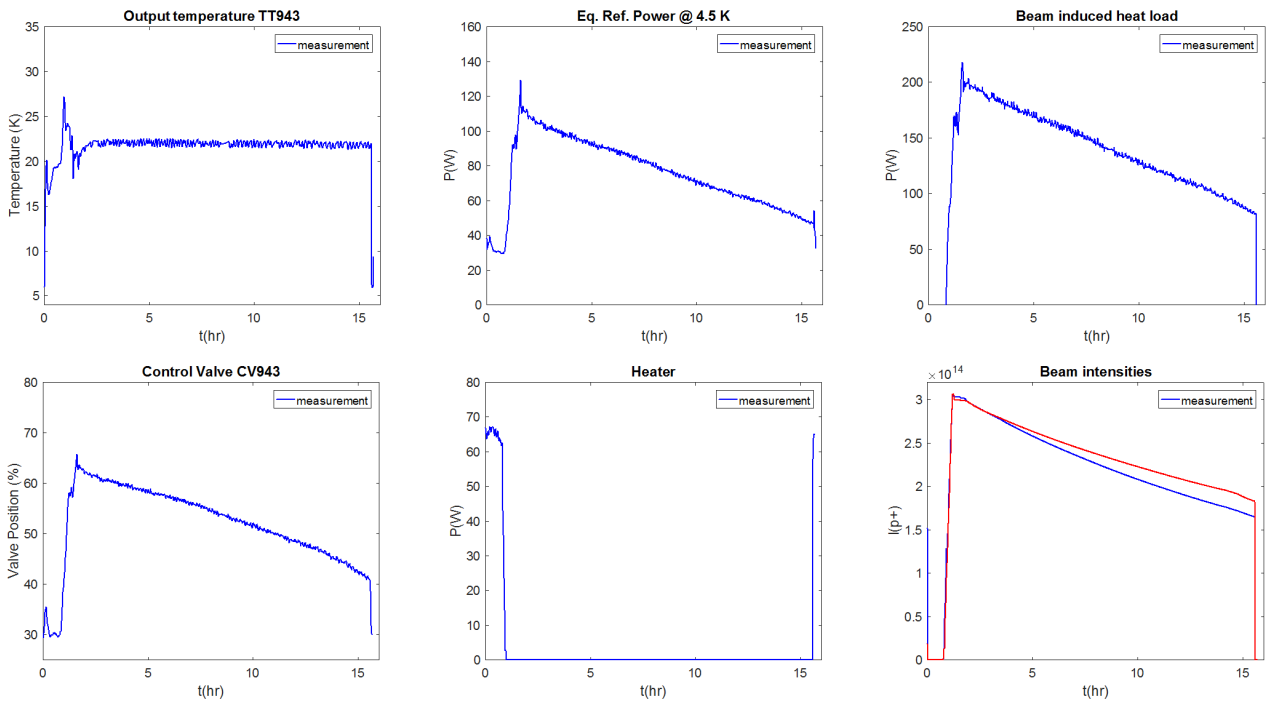 Output temperature TT943
35
30
25
20
15
10
5
Temperature (K)
measurement
0 5 10 15
t(hr)
Eq. Ref. Power @ 4.5 K
160
140
120
100
80
60
40
20
0
P(W)
measurement
0 5 10 15
t(hr)
Beam induced heat load
250
200
150
100
50
0
P(W)
measurement
0 5 10 15
t(hr)
Control Valve CV943
80
70
60
50
40
30
Valve Position (%)
measurement
0 5 10 15
t(hr)
Heater
80
70
60
50
40
30
20
10
0
P(W)
measurement
0 5 10 15
t(hr)
Beam intensities
×10^14
3
2.5
2
1.5
1
0.5
0
I(p+)
measurement
0 5 10 15
t(hr)